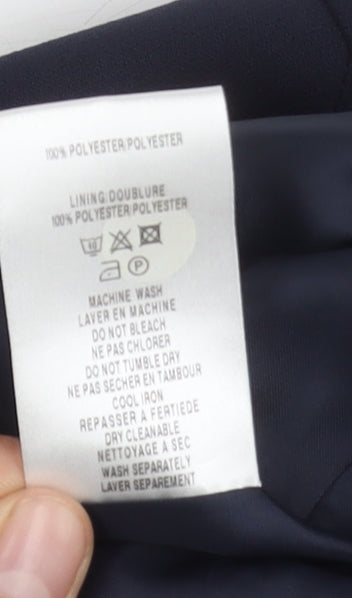 100% POLYESTER/POLYESTER
LINING/DOUBLURE
100% POLYESTER/POLYESTER
40
P
MACHINE WASH
LAVER EN MACHINE
DO NOT BLEACH
NE PAS CHLORER
DO NOT TUMBLE DRY
NE PAS SECHER EN TAMBOUR
COOL IRON
REPASSER A FERTIEDE
DRY CLEANABLE
NETTOYAGE A SEC
WASH SEPARATELY
LAVER SEPAREMENT